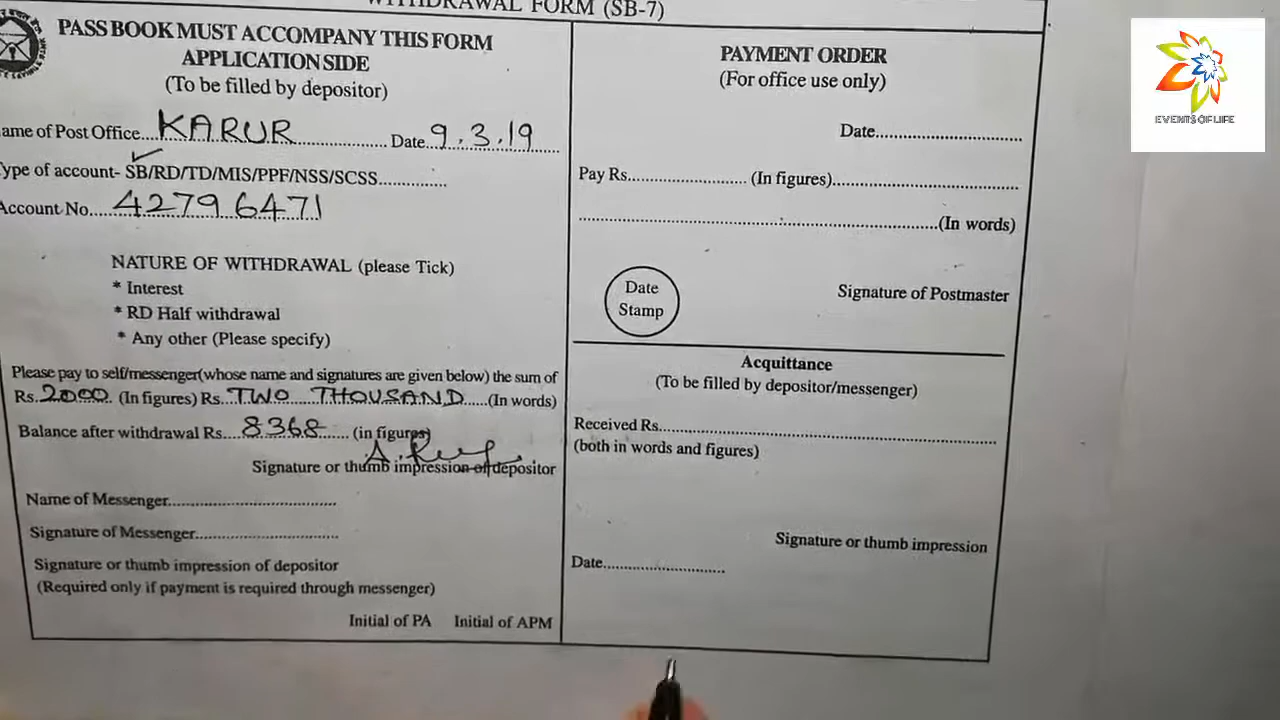 WITHDRAWAL FORM (SB-7)
PASS BOOK MUST ACCOMPANY THIS FORM
APPLICATION SIDE
(To be filled by depositor)
ame of Post Office...KARUR.................. Date..9.3.19....
Type of account- SB/RD/TD/MIS/PPF/NSS/SCSS..............
Account No....42796471
NATURE OF WITHDRAWAL (please Tick)
* Interest
* RD Half withdrawal
* Any other (Please specify)
Please pay to self/messenger(whose name and signatures are given below) the sum of
Rs.2000. (In figures) Rs.TWO THOUSAND.....(In words)
Balance after withdrawal Rs....8368...... (in figures)
Signature or thumb impression of depositor
Name of Messenger.....................................
Signature of Messenger................................
Signature or thumb impression of depositor
(Required only if payment is required through messenger)
Initial of PA Initial of APM
PAYMENT ORDER
(For office use only)
Date.................................
Pay Rs.......................... (In figures).........................................
................................................................................(In words)
Date
Stamp
Signature of Postmaster
Acquittance
(To be filled by depositor/messenger)
Received Rs...........................................................................
(both in words and figures)
Signature or thumb impression
Date...........................
EVENTS OF LIFE